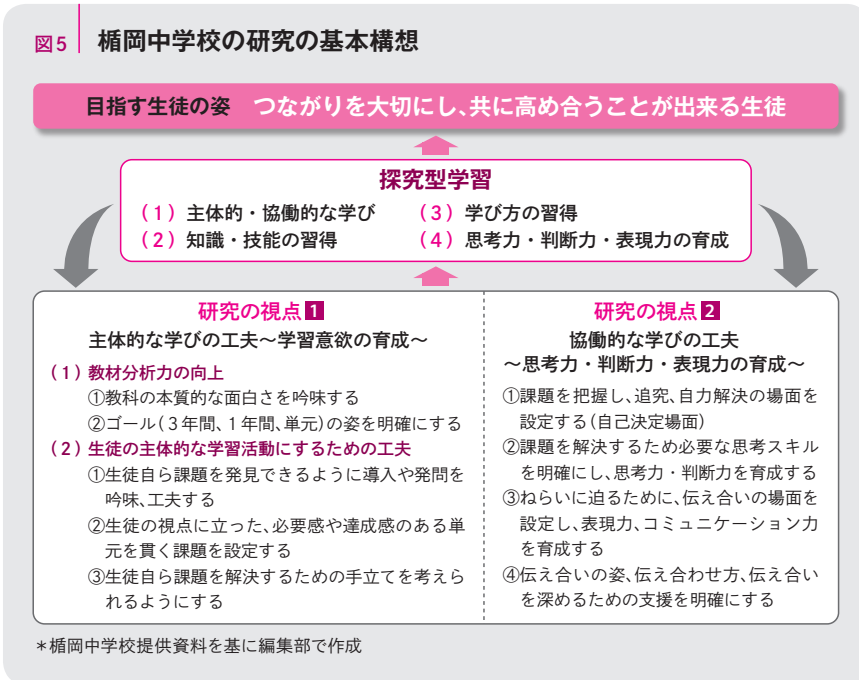 図5 楯岡中学校の研究の基本構想
目指す生徒の姿 つながりを大切にし、共に高め合うことが出来る生徒
探究型学習
(1)主体的・協働的な学び
(2)知識・技能の習得
(3)学び方の習得
(4)思考力・判断力・表現力の育成
研究の視点1
主体的な学びの工夫〜学習意欲の育成〜
(1)教材分析力の向上
①教科の本質的な面白さを吟味する
②ゴール(3年間、1年間、単元)の姿を明確にする
(2)生徒の主体的な学習活動にするための工夫
①生徒自ら課題を発見できるように導入や発問を
吟味、工夫する
②生徒の視点に立った、必要感や達成感のある単
元を貫く課題を設定する
③生徒自ら課題を解決するための手立てを考えら
れるようにする
研究の視点2
協働的な学びの工夫
〜思考力・判断力・表現力の育成〜
①課題を把握し、追究、自力解決の場面を
設定する(自己決定場面)
②課題を解決するため必要な思考スキル
を明確にし、思考力・判断力を育成する
③ねらいに迫るために、伝え合いの場面を
設定し、表現力、コミュニケーション力
を育成する
④伝え合いの姿、伝え合わせ方、伝え合い
を深めるための支援を明確にする
*楯岡中学校提供資料を基に編集部で作成